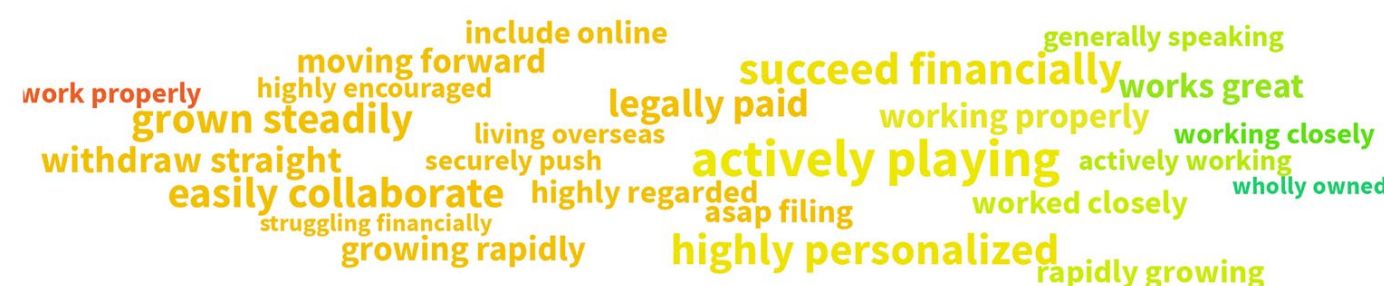 include online
generally speaking
moving forward
succeed financially
works great
highly encouraged
work properly
legally paid
working properly
grown steadily
living overseas
working closely
withdraw straight
securely push
actively playing
actively working
wholly owned
easily collaborate
highly regarded
worked closely
asap filing
struggling financially
growing rapidly
highly personalized
rapidly growing